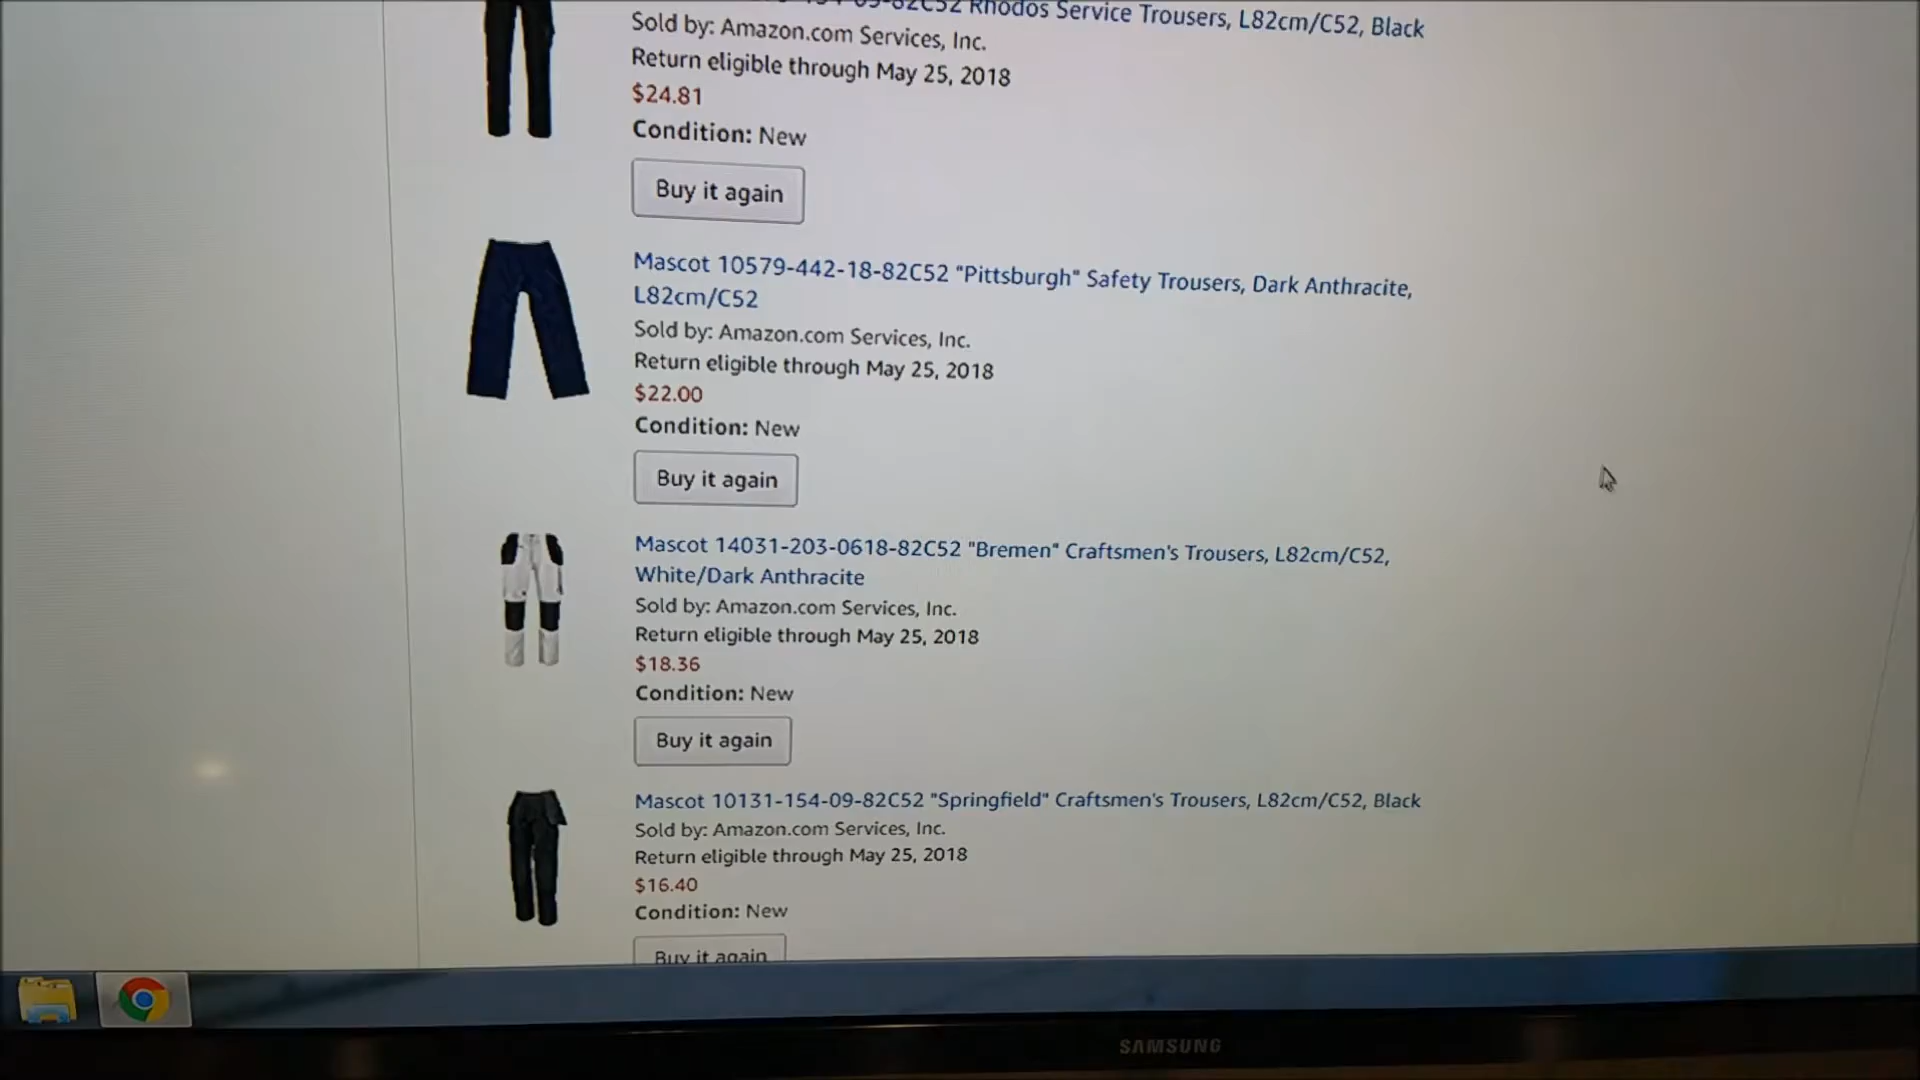 Rhodos Service Trousers, L82cm/C52, Black
Sold by: Amazon.com Services, Inc.
Return eligible through May 25, 2018
$24.81
Condition: New
Buy it again
Mascot 10579-442-18-82C52 "Pittsburgh" Safety Trousers, Dark Anthracite,
L82cm/C52
Sold by: Amazon.com Services, Inc.
Return eligible through May 25, 2018
$22.00
Condition: New
Buy it again
Mascot 14031-203-0618-82C52 "Bremen" Craftsmen's Trousers, L82cm/C52,
White/Dark Anthracite
Sold by: Amazon.com Services, Inc.
Return eligible through May 25, 2018
$18.36
Condition: New
Buy it again
Mascot 10131-154-09-82C52 "Springfield" Craftsmen's Trousers, L82cm/C52, Black
Sold by: Amazon.com Services, Inc.
Return eligible through May 25, 2018
$16.40
Condition: New
Buy it again
SAMSUNG